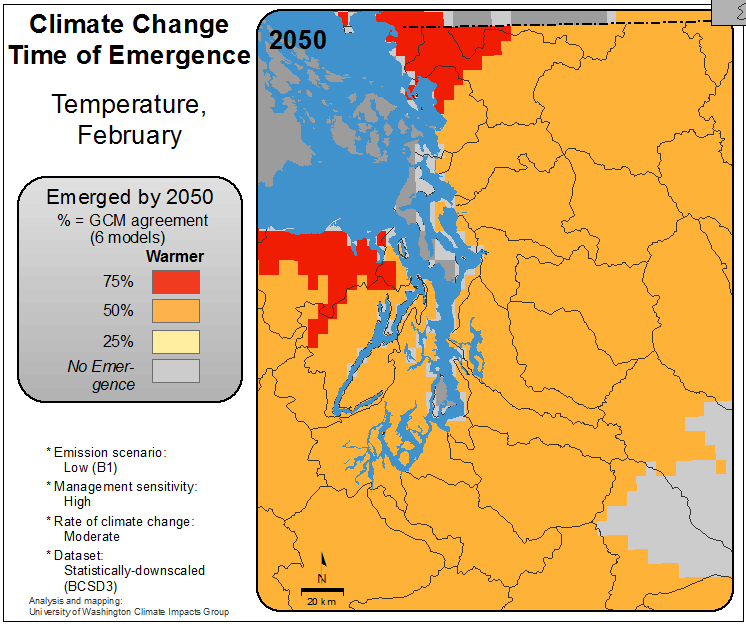 Climate Change
Time of Emergence
Temperature,
February
Emerged by 2050
% = GCM agreement
(6 models)
Warmer
75%
50%
25%
No Emer-
gence
* Emission scenario:
Low (B1)
* Management sensitivity:
High
* Rate of climate change:
Moderate
* Dataset:
Statistically-downscaled
(BCSD3)
Analysis and mapping:
University of Washington Climate Impacts Group
2050
N
20 km